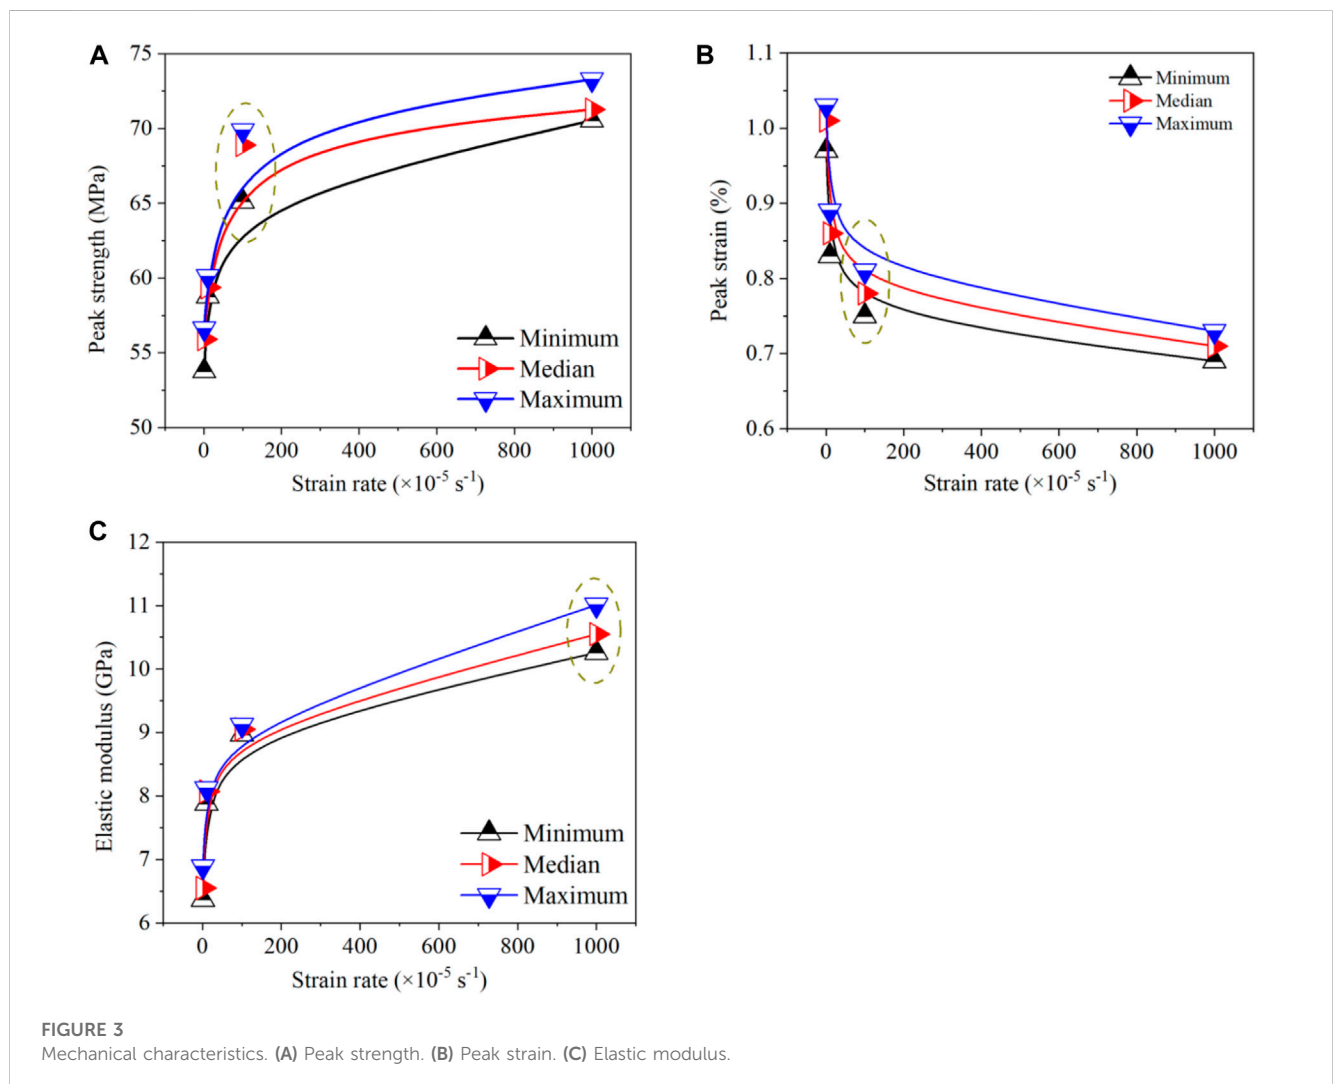 A
75
70
65
60
55
50
Peak strength (MPa)
Minimum
Median
Maximum
0 200 400 600 800 1000
Strain rate (×10⁻⁵ s⁻¹)
B
1.1
1.0
0.9
0.8
0.7
0.6
Peak strain (%)
Minimum
Median
Maximum
0 200 400 600 800 1000
Strain rate (×10⁻⁵ s⁻¹)
C
12
11
10
9
8
7
6
Elastic modulus (GPa)
Minimum
Median
Maximum
0 200 400 600 800 1000
Strain rate (×10⁻⁵ s⁻¹)
FIGURE 3
Mechanical characteristics. (A) Peak strength. (B) Peak strain. (C) Elastic modulus.